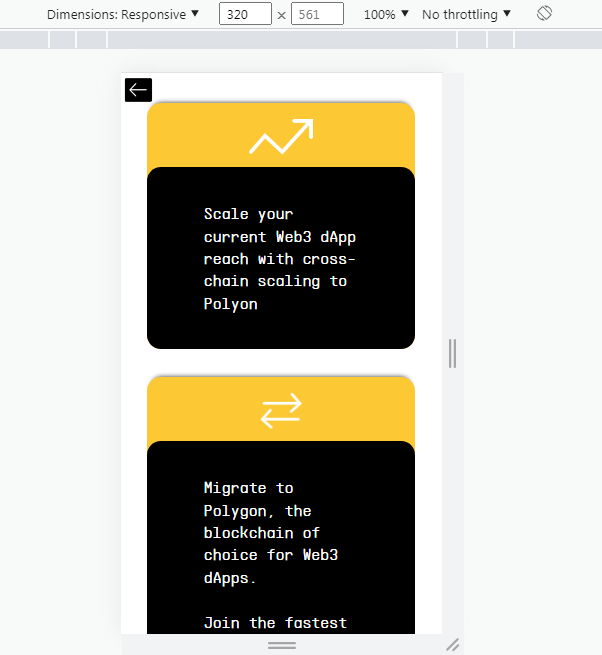 Dimensions: Responsive ▼ 320 × 561 100% ▼ No throttling ▼
Scale your
current Web3 dApp
reach with cross-
chain scaling to
Polyon
Migrate to
Polygon, the
blockchain of
choice for Web3
dApps.
Join the fastest